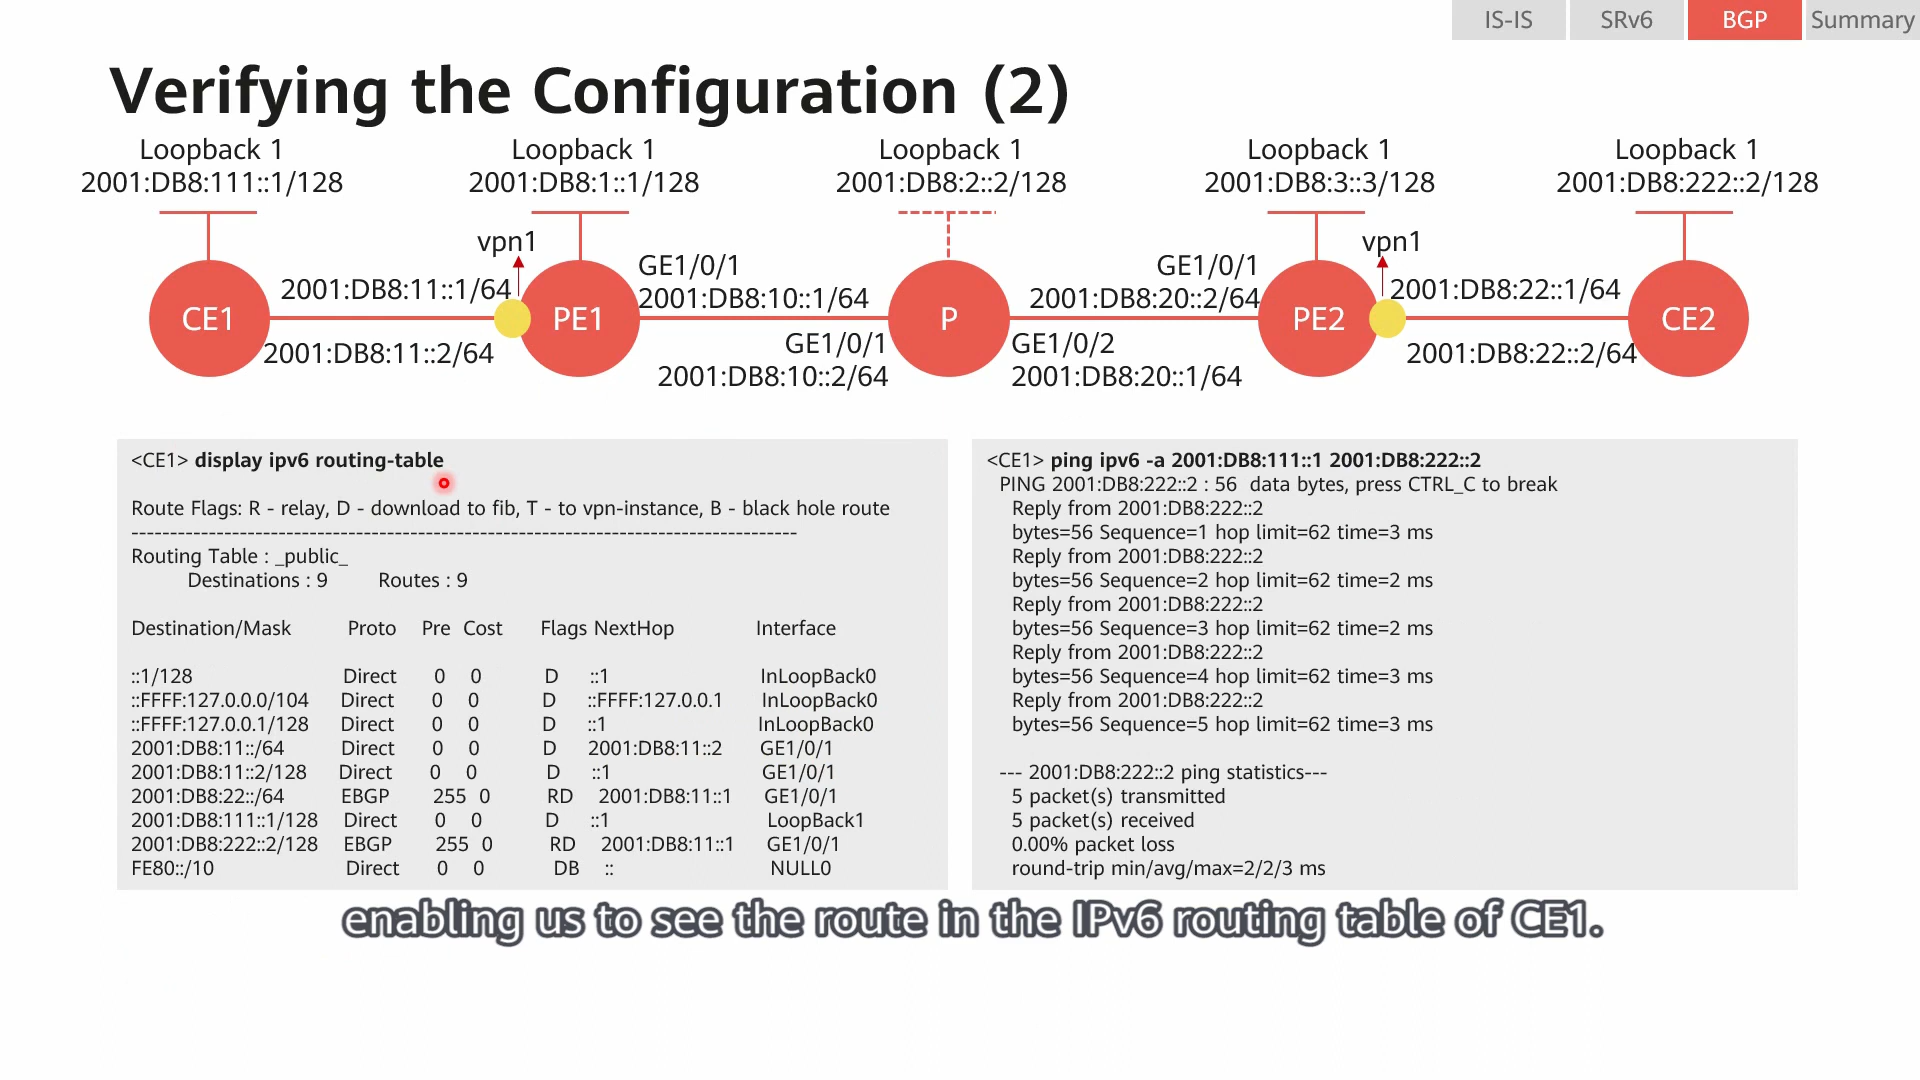 IS-IS
SRv6
BGP
Summary
Verifying the Configuration (2)
Loopback 1
2001:DB8:111::1/128
Loopback 1
2001:DB8:1::1/128
Loopback 1
2001:DB8:2::2/128
Loopback 1
2001:DB8:3::3/128
Loopback 1
2001:DB8:222::2/128
vpn1
vpn1
GE1/0/1
2001:DB8:10::1/64
GE1/0/1
2001:DB8:20::2/64
2001:DB8:11::1/64
2001:DB8:22::1/64
CE1
PE1
P
PE2
CE2
2001:DB8:11::2/64
GE1/0/1
2001:DB8:10::2/64
GE1/0/2
2001:DB8:20::1/64
2001:DB8:22::2/64
<CE1> display ipv6 routing-table
Route Flags: R - relay, D - download to fib, T - to vpn-instance, B - black hole route
------------------------------------------------------------------------------------
Routing Table : _public_
Destinations : 9 Routes : 9
Destination/Mask Proto Pre Cost Flags NextHop Interface
::1/128 Direct 0 0 D ::1 InLoopBack0
::FFFF:127.0.0.0/104 Direct 0 0 D ::FFFF:127.0.0.1 InLoopBack0
::FFFF:127.0.0.1/128 Direct 0 0 D ::1 InLoopBack0
2001:DB8:11::/64 Direct 0 0 D 2001:DB8:11::2 GE1/0/1
2001:DB8:11::2/128 Direct 0 0 D ::1 GE1/0/1
2001:DB8:22::/64 EBGP 255 0 RD 2001:DB8:11::1 GE1/0/1
2001:DB8:111::1/128 Direct 0 0 D ::1 LoopBack1
2001:DB8:222::2/128 EBGP 255 0 RD 2001:DB8:11::1 GE1/0/1
FE80::/10 Direct 0 0 DB :: NULL0
<CE1> ping ipv6 -a 2001:DB8:111::1 2001:DB8:222::2
PING 2001:DB8:222::2 : 56 data bytes, press CTRL_C to break
Reply from 2001:DB8:222::2
bytes=56 Sequence=1 hop limit=62 time=3 ms
Reply from 2001:DB8:222::2
bytes=56 Sequence=2 hop limit=62 time=2 ms
Reply from 2001:DB8:222::2
bytes=56 Sequence=3 hop limit=62 time=2 ms
Reply from 2001:DB8:222::2
bytes=56 Sequence=4 hop limit=62 time=3 ms
Reply from 2001:DB8:222::2
bytes=56 Sequence=5 hop limit=62 time=3 ms
--- 2001:DB8:222::2 ping statistics---
5 packet(s) transmitted
5 packet(s) received
0.00% packet loss
round-trip min/avg/max=2/2/3 ms
enabling us to see the route in the IPv6 routing table of CE1.